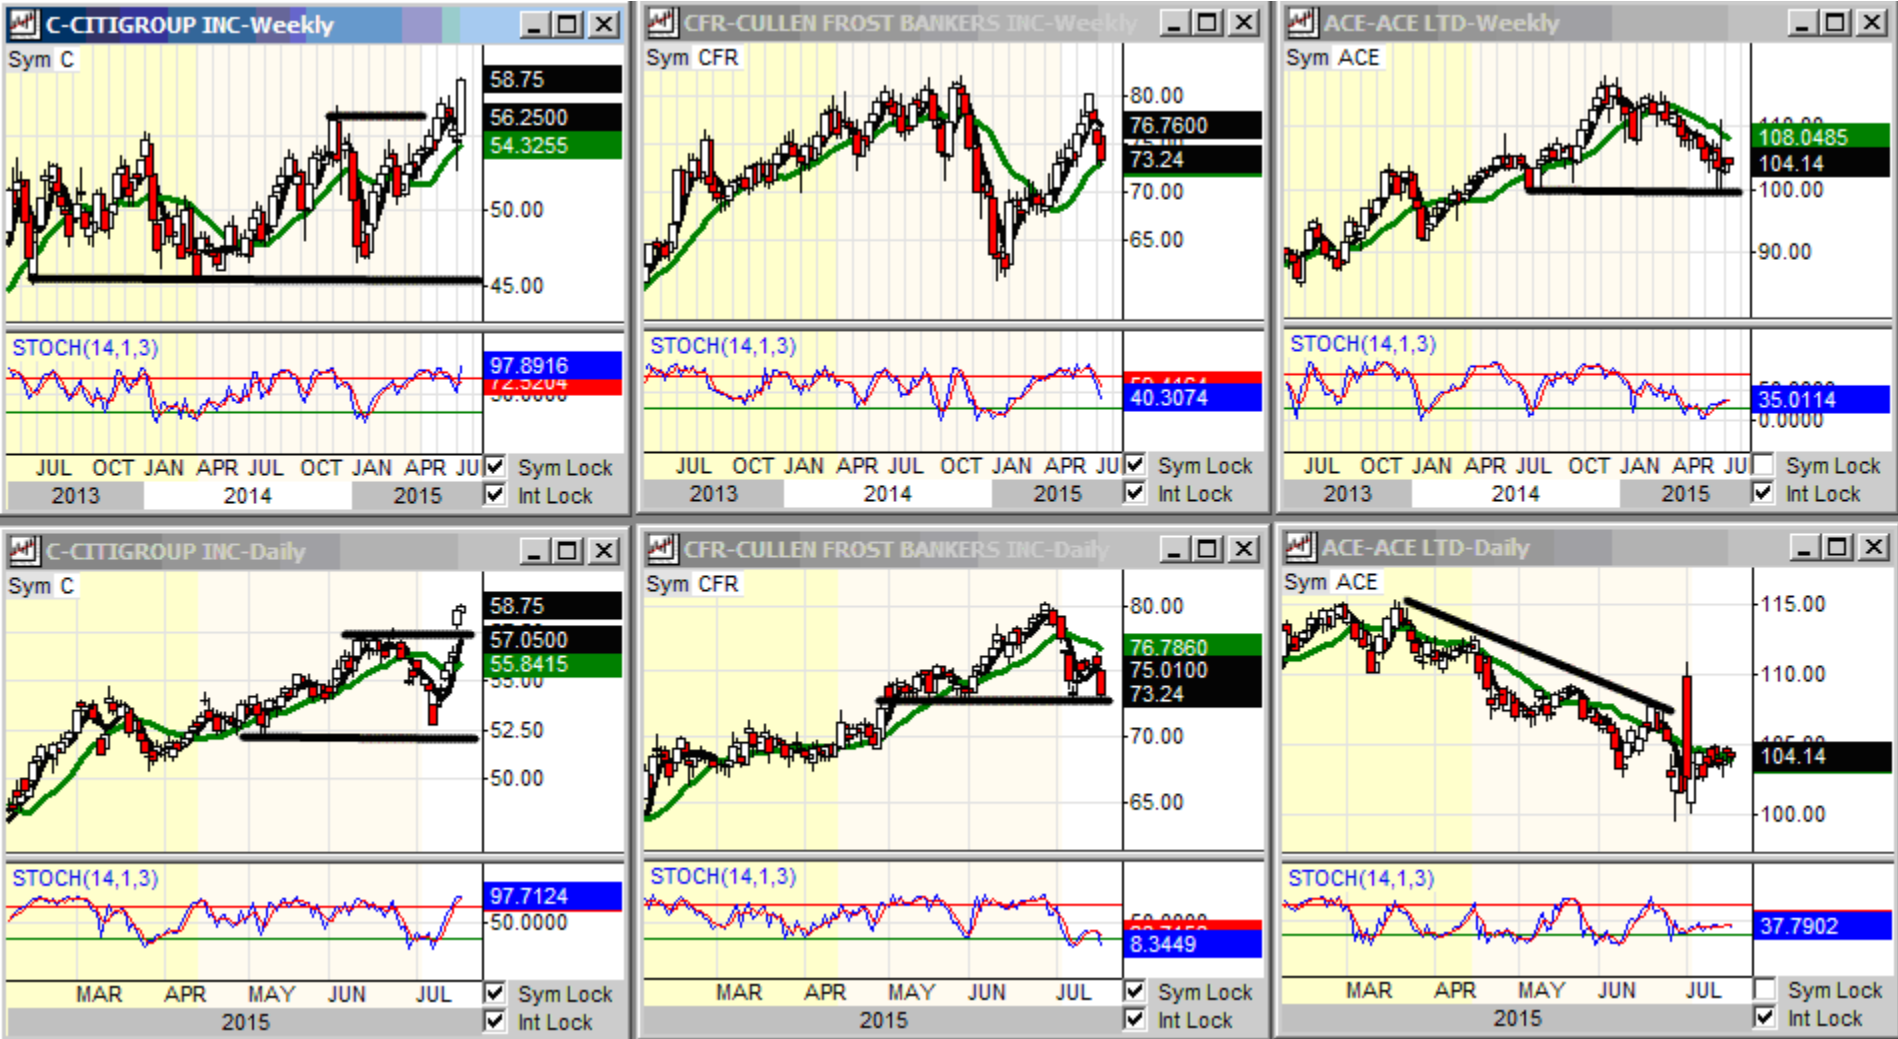 C-CITIGROUP INC-Weekly
Sym C
58.75
56.2500
54.3255
50.00
45.00
STOCH(14,1,3)
97.8916
72.5204
JUL OCT JAN APR JUL OCT JAN APR JU
2013 2014 2015
Sym Lock
Int Lock
CFR-CULLEN FROST BANKERS INC-Weekly
Sym CFR
80.00
76.7600
73.24
70.00
65.00
STOCH(14,1,3)
40.3074
JUL OCT JAN APR JUL OCT JAN APR JU
2013 2014 2015
Sym Lock
Int Lock
ACE-ACE LTD-Weekly
Sym ACE
108.0485
104.14
100.00
90.00
STOCH(14,1,3)
35.0114
0.0000
JUL OCT JAN APR JUL OCT JAN APR JU
2013 2014 2015
Sym Lock
Int Lock
C-CITIGROUP INC-Daily
Sym C
58.75
57.0500
55.8415
55.00
52.50
50.00
STOCH(14,1,3)
97.7124
50.0000
MAR APR MAY JUN JUL
2015
Sym Lock
Int Lock
CFR-CULLEN FROST BANKERS INC-Daily
Sym CFR
80.00
76.7860
75.0100
73.24
70.00
65.00
STOCH(14,1,3)
8.3449
MAR APR MAY JUN JUL
2015
Sym Lock
Int Lock
ACE-ACE LTD-Daily
Sym ACE
115.00
110.00
104.14
100.00
STOCH(14,1,3)
37.7902
MAR APR MAY JUN JUL
2015
Sym Lock
Int Lock